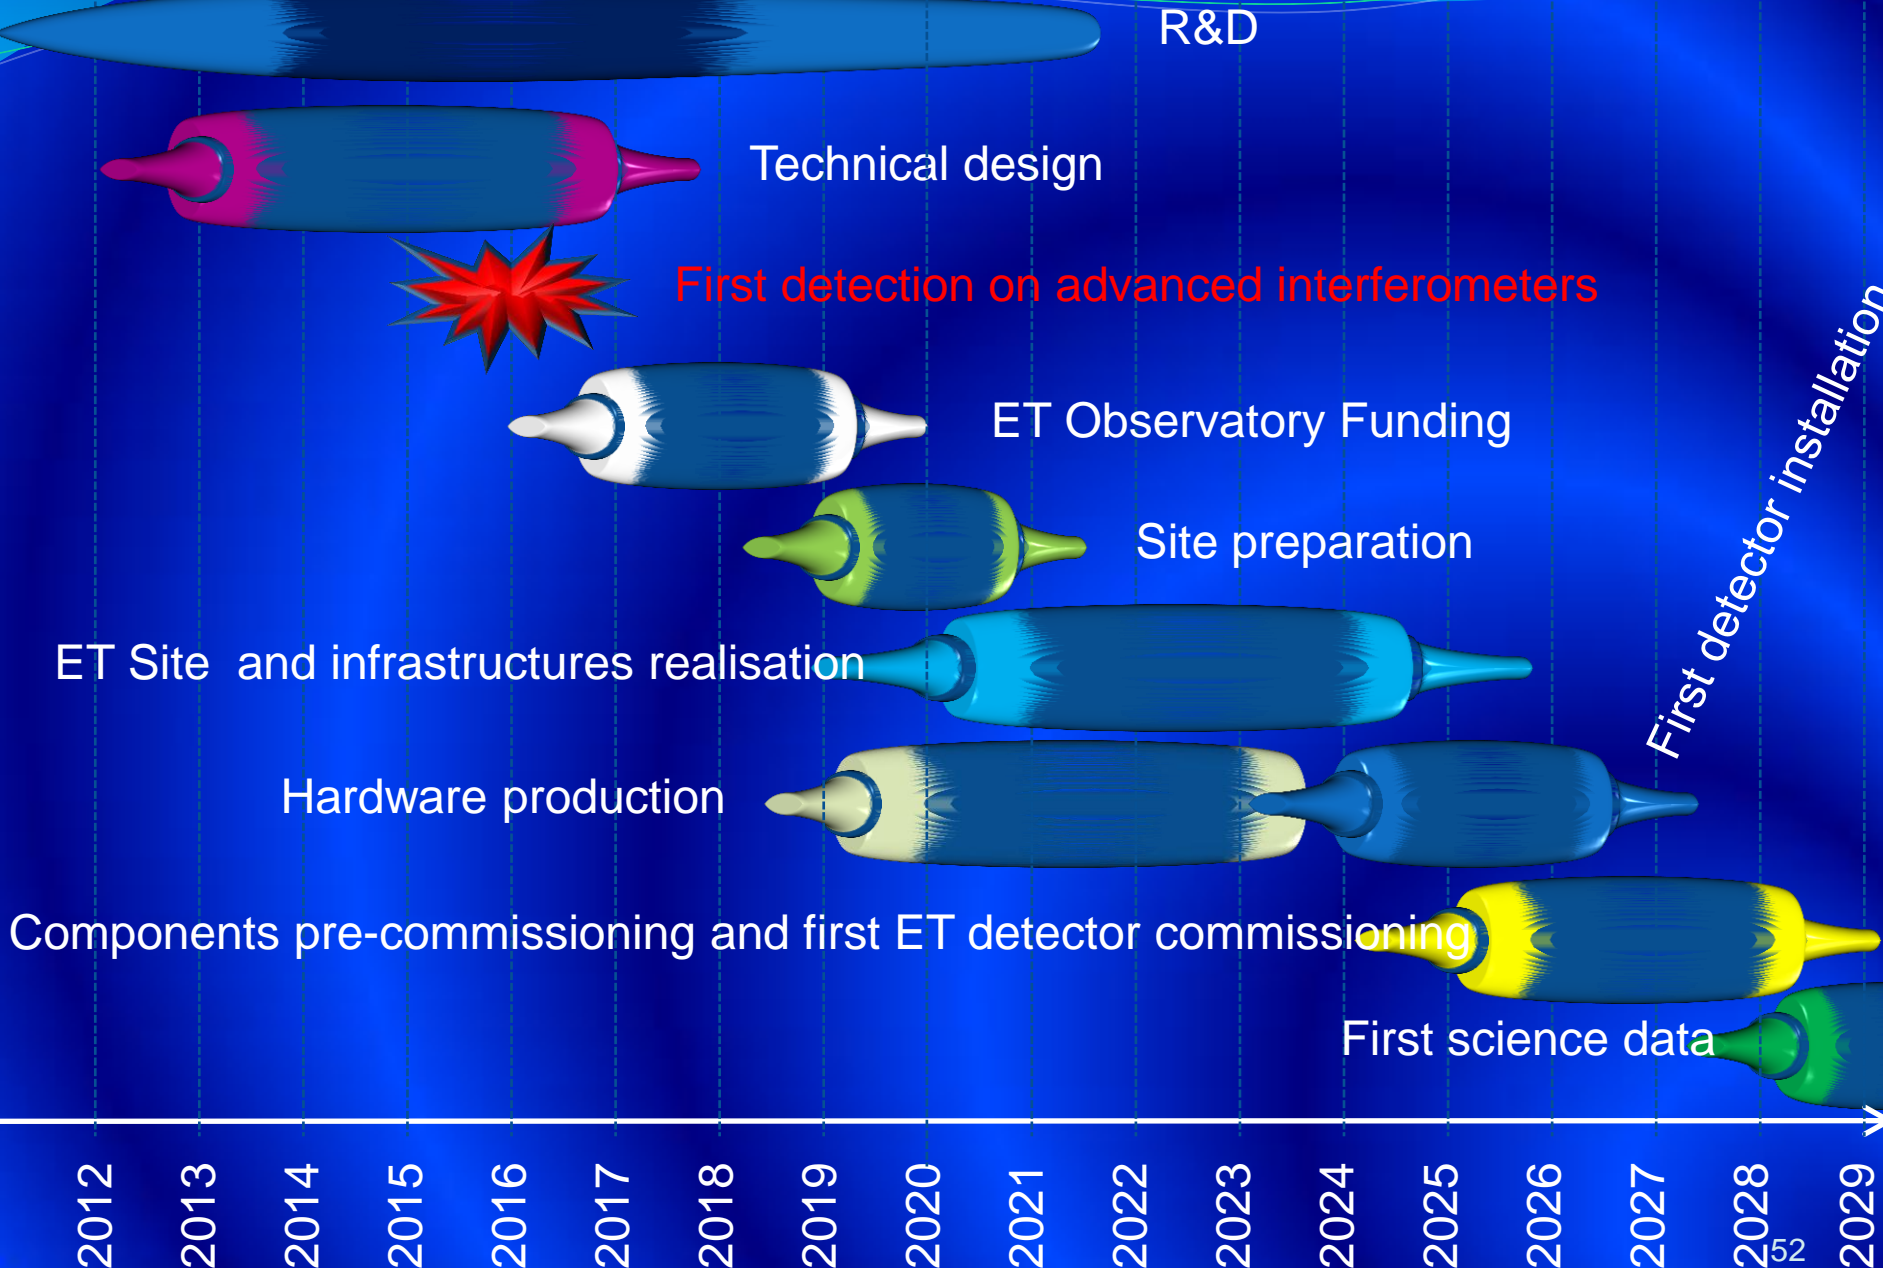 R&D
Technical design
First detection on advanced interferometers
ET Observatory Funding
Site preparation
First detector installation
ET Site  and infrastructures realisation
Hardware production
Components pre-commissioning and first ET detector commissioning
First science data
2012
2013
2014
2015
2016
2017
2018
2019
2020
2021
2022
2023
2024
2025
2026
2027
2028
2029
52